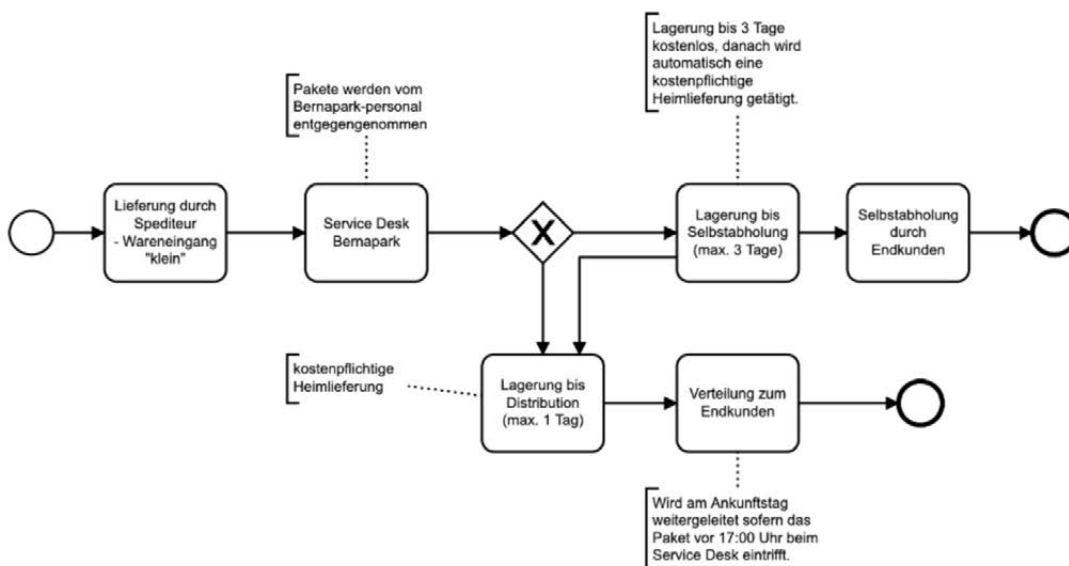 Lagerung bis 3 Tage
kostenlos, danach wird
automatisch eine
kostenpflichtige
Heimlieferung getätigt.
Pakete werden vom
Bernapark-personal
entgegengenommen
Lieferung durch
Spediteur
- Wareneingang
"klein"
Service Desk
Bernapark
X
Lagerung bis
Selbstabholung
(max. 3 Tage)
Selbstabholung
durch
Endkunden
kostenpflichtige
Heimlieferung
Lagerung bis
Distribution
(max. 1 Tag)
Verteilung zum
Endkunden
Wird am Ankunftstag
weitergeleitet sofern das
Paket vor 17:00 Uhr beim
Service Desk eintrifft.